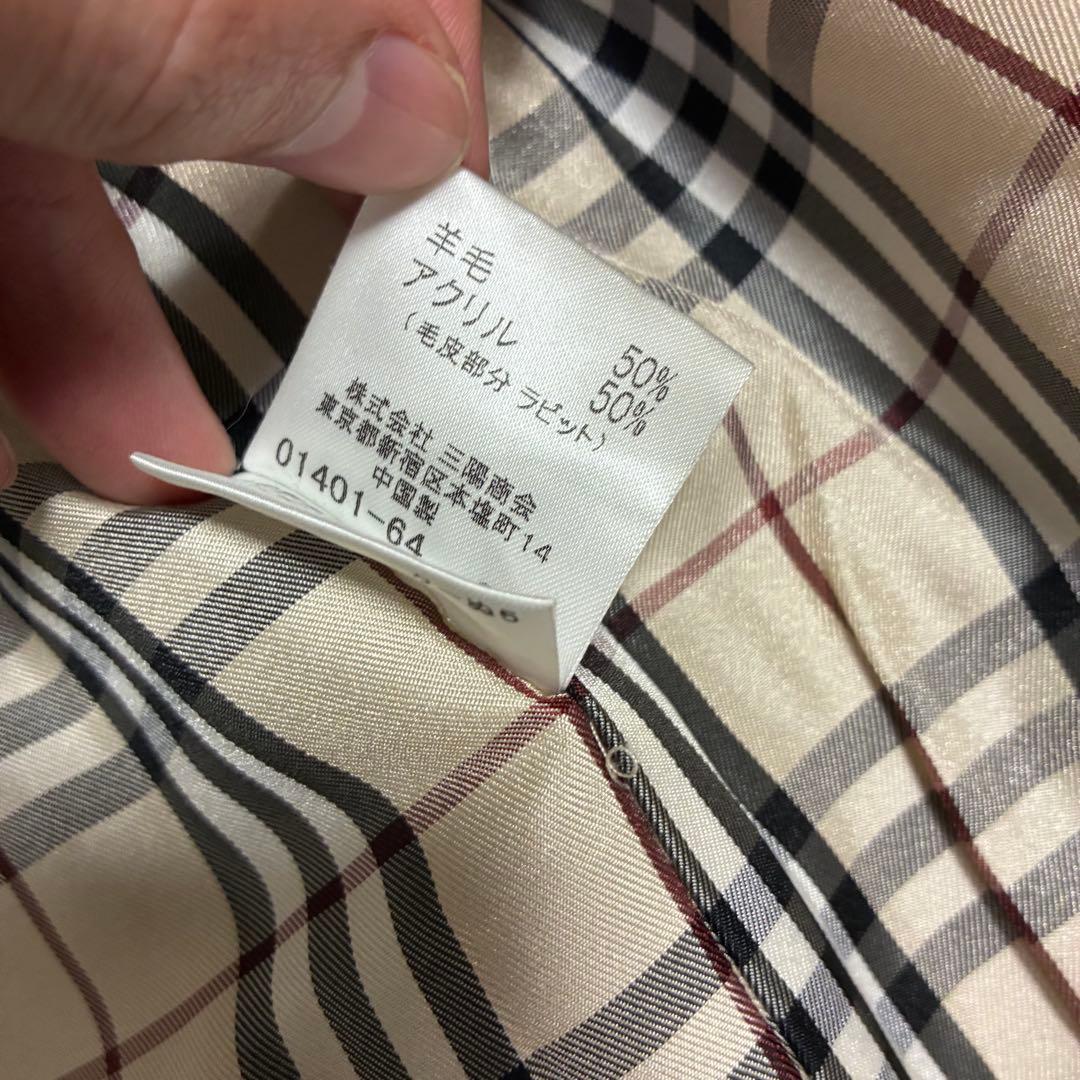 羊毛 50%
アクリル 50%
（毛皮部分 ラビット）
株式会社 三陽商会
東京都新宿区本塩町14
中国製
01401-64